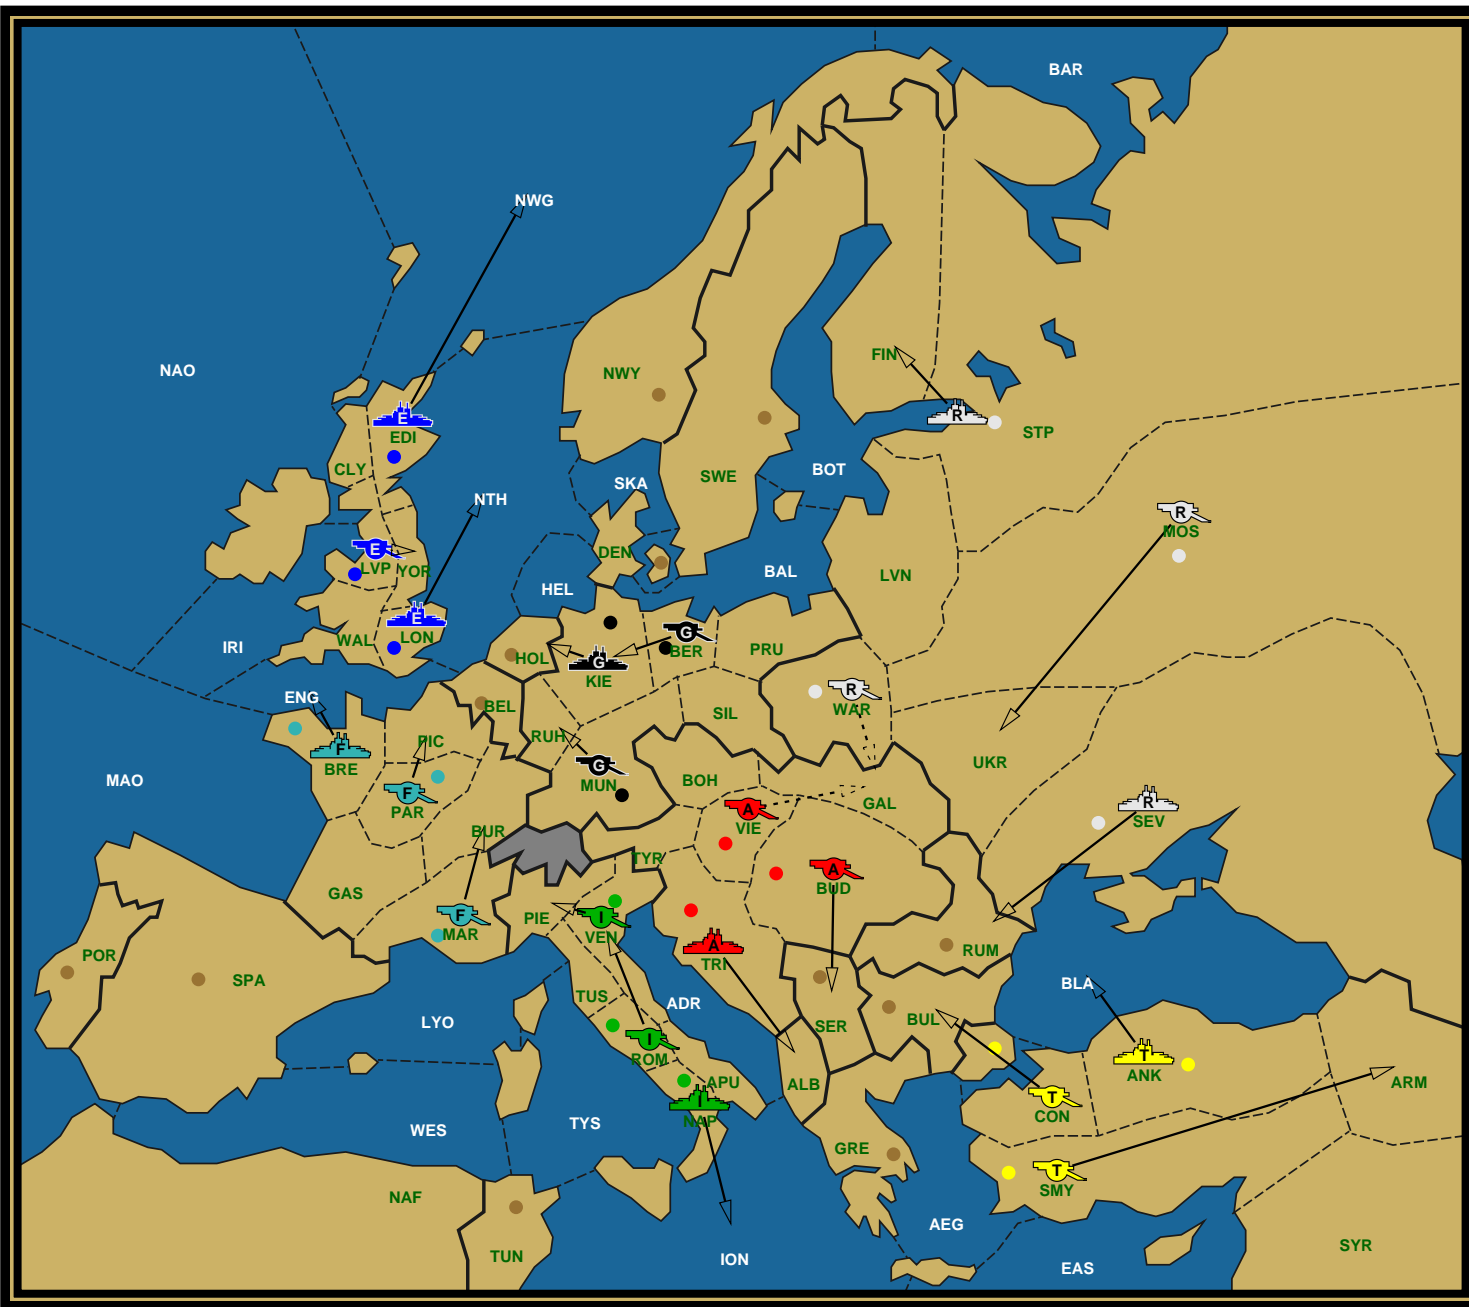 BAR
NWG
NAO
FIN
NWY
E
R
EDI
STP
CLY
SWE
BOT
SKA
NTH
R
MOS
E
DEN
LVP
YOR
BAL
LVN
HEL
E
G
WAL
LON
IRI
BER
PRU
HOL
G
KIE
R
ENG
BEL
WAR
SIL
RUH
PIC
F
BRE
UKR
G
MAO
BOH
MUN
F
R
PAR
A
GAL
SEV
VIE
BUR
TYR
A
GAS
BUD
F
I
PIE
MAR
VEN
A
RUM
POR
TRI
SPA
BLA
TUS
ADR
LYO
BUL
SER
I
ROM
T
ANK
APU
ALB
ARM
T
I
CON
NAP
TYS
WES
GRE
T
SMY
NAF
AEG
SYR
TUN
ION
EAS